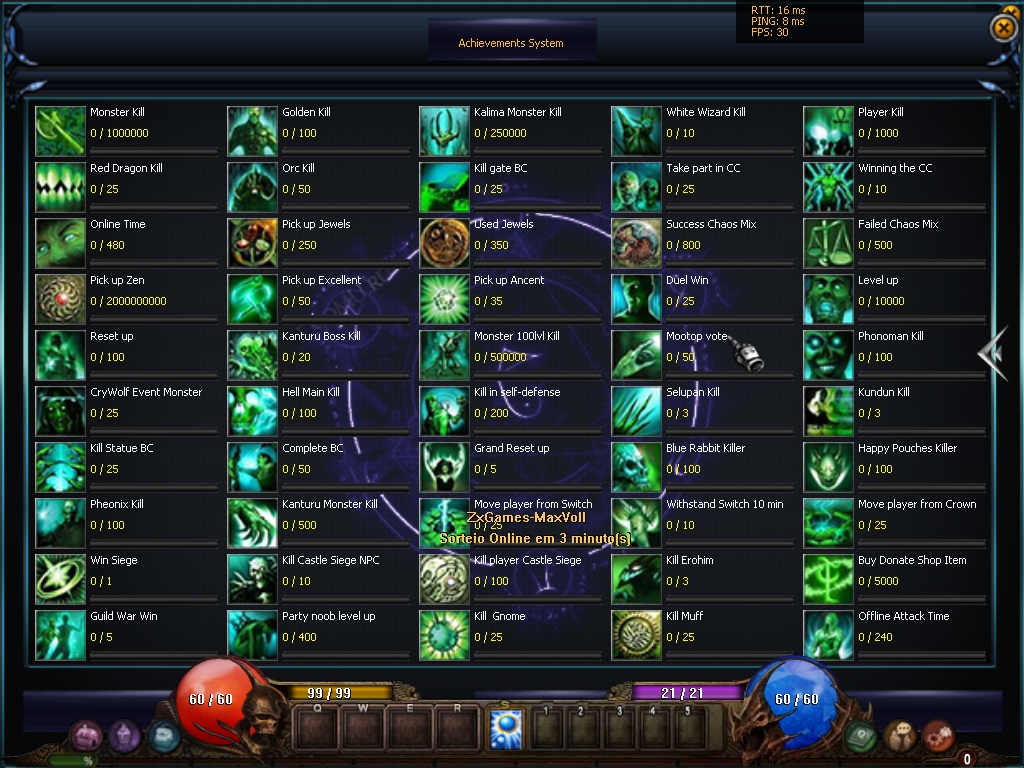 RTT: 16 ms
PING: 8 ms
FPS: 30
Achievements System
Monster Kill
0 / 1000000
Golden Kill
0 / 100
Kalima Monster Kill
0 / 250000
White Wizard Kill
0 / 10
Player Kill
0 / 1000
Red Dragon Kill
0 / 25
Orc Kill
0 / 50
Kill gate BC
0 / 25
Take part in CC
0 / 25
Winning the CC
0 / 10
Online Time
0 / 480
Pick up Jewels
0 / 250
Used Jewels
0 / 350
Success Chaos Mix
0 / 800
Failed Chaos Mix
0 / 500
Pick up Zen
0 / 2000000000
Pick up Excellent
0 / 50
Pick up Ancent
0 / 35
Duel Win
0 / 25
Level up
0 / 10000
Reset up
0 / 100
Kanturu Boss Kill
0 / 20
Monster 100lvl Kill
0 / 500000
Mootop vote
0 / 50
Phonoman Kill
0 / 100
CryWolf Event Monster
0 / 25
Hell Main Kill
0 / 100
Kill in self-defense
0 / 200
Selupan Kill
0 / 3
Kundun Kill
0 / 3
Kill Statue BC
0 / 25
Complete BC
0 / 50
Grand Reset up
0 / 5
Blue Rabbit Killer
0 / 100
Happy Pouches Killer
0 / 100
Pheonix Kill
0 / 100
Kanturu Monster Kill
0 / 500
Move player from Switch
0 / 25
Withstand Switch 10 min
0 / 10
Move player from Crown
0 / 25
ZxGames-MaxVoll
Sorteio Online em 3 minuto[s]
Win Siege
0 / 1
Kill Castle Siege NPC
0 / 10
Kill player Castle Siege
0 / 100
Kill Erohim
0 / 3
Buy Donate Shop Item
0 / 5000
Guild War Win
0 / 5
Party noob level up
0 / 400
Kill Gnome
0 / 25
Kill Muff
0 / 25
Offline Attack Time
0 / 240
60 / 60
99 / 99
21 / 21
60 / 60
Q W E R S 1 2 3 4 5
%
0